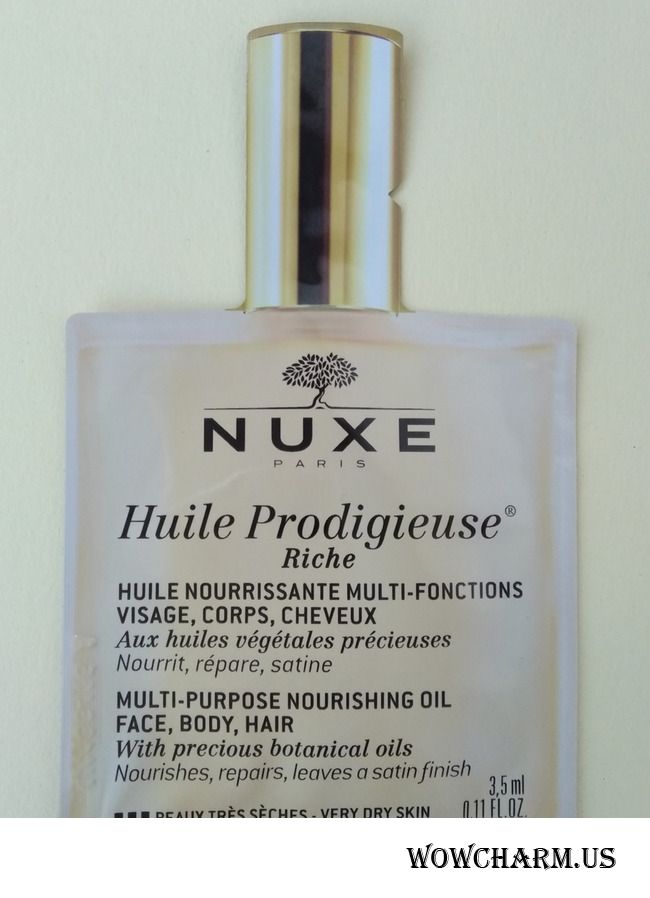 NUXE
PARIS
Huile Prodigieuse®
Riche
HUILE NOURRISSANTE MULTI-FONCTIONS
VISAGE, CORPS, CHEVEUX
Aux huiles végétales précieuses
Nourrit, répare, satine
MULTI-PURPOSE NOURISHING OIL
FACE, BODY, HAIR
With precious botanical oils
Nourishes, repairs, leaves a satin finish
3,5 ml
0.11 FL.OZ.
PEAUX TRÈS SÈCHES - VERY DRY SKIN
WOWCHARM.US